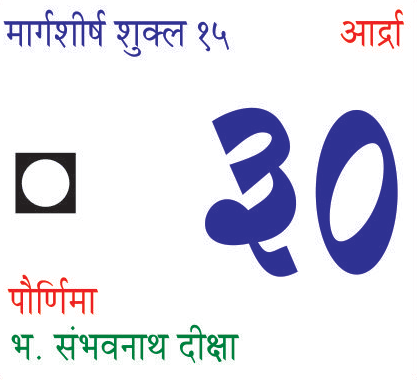 मार्गशीर्ष शुक्ल १५ आर्द्रा
३०
पौर्णिमा
भ. संभवनाथ दीक्षा